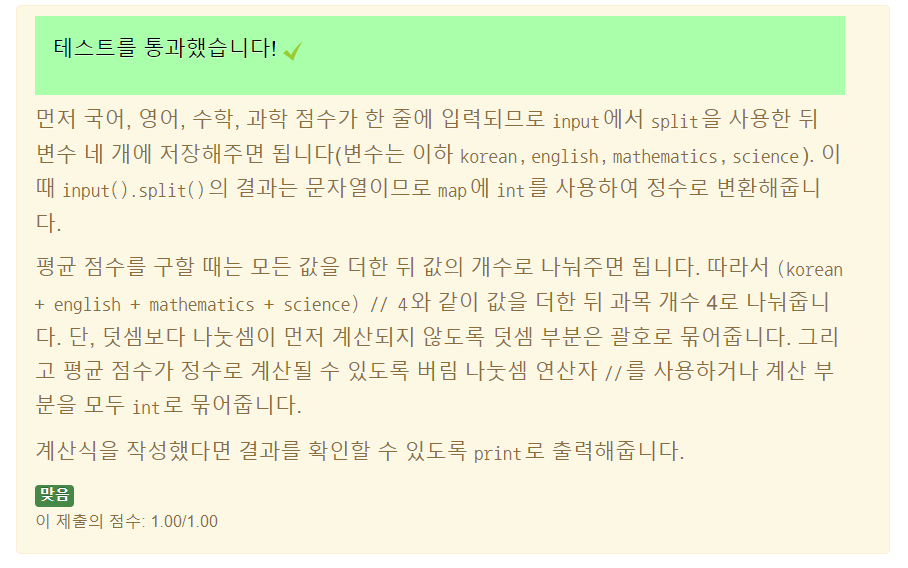 테스트를 통과했습니다! ✔
먼저 국어, 영어, 수학, 과학 점수가 한 줄에 입력되므로 input에서 split을 사용한 뒤
변수 네 개에 저장해주면 됩니다(변수는 이하 korean, english, mathematics, science). 이
때 input().split()의 결과는 문자열이므로 map에 int를 사용하여 정수로 변환해줍니
다.
평균 점수를 구할 때는 모든 값을 더한 뒤 값의 개수로 나눠주면 됩니다. 따라서 (korean
+ english + mathematics + science) // 4와 같이 값을 더한 뒤 과목 개수 4로 나눠줍니
다. 단, 덧셈보다 나눗셈이 먼저 계산되지 않도록 덧셈 부분은 괄호로 묶어줍니다. 그리
고 평균 점수가 정수로 계산될 수 있도록 버림 나눗셈 연산자 //를 사용하거나 계산 부
분을 모두 int로 묶어줍니다.
계산식을 작성했다면 결과를 확인할 수 있도록 print로 출력해줍니다.
맞음
이 제출의 점수: 1.00/1.00